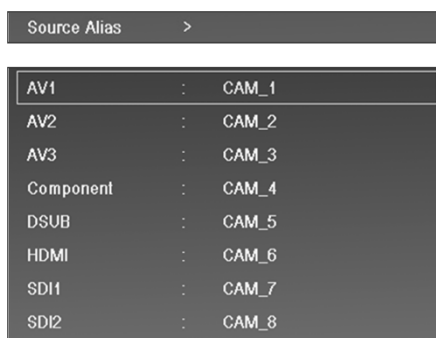 Source Alias >
AV1 : CAM_1
AV2 : CAM_2
AV3 : CAM_3
Component : CAM_4
DSUB : CAM_5
HDMI : CAM_6
SDI1 : CAM_7
SDI2 : CAM_8